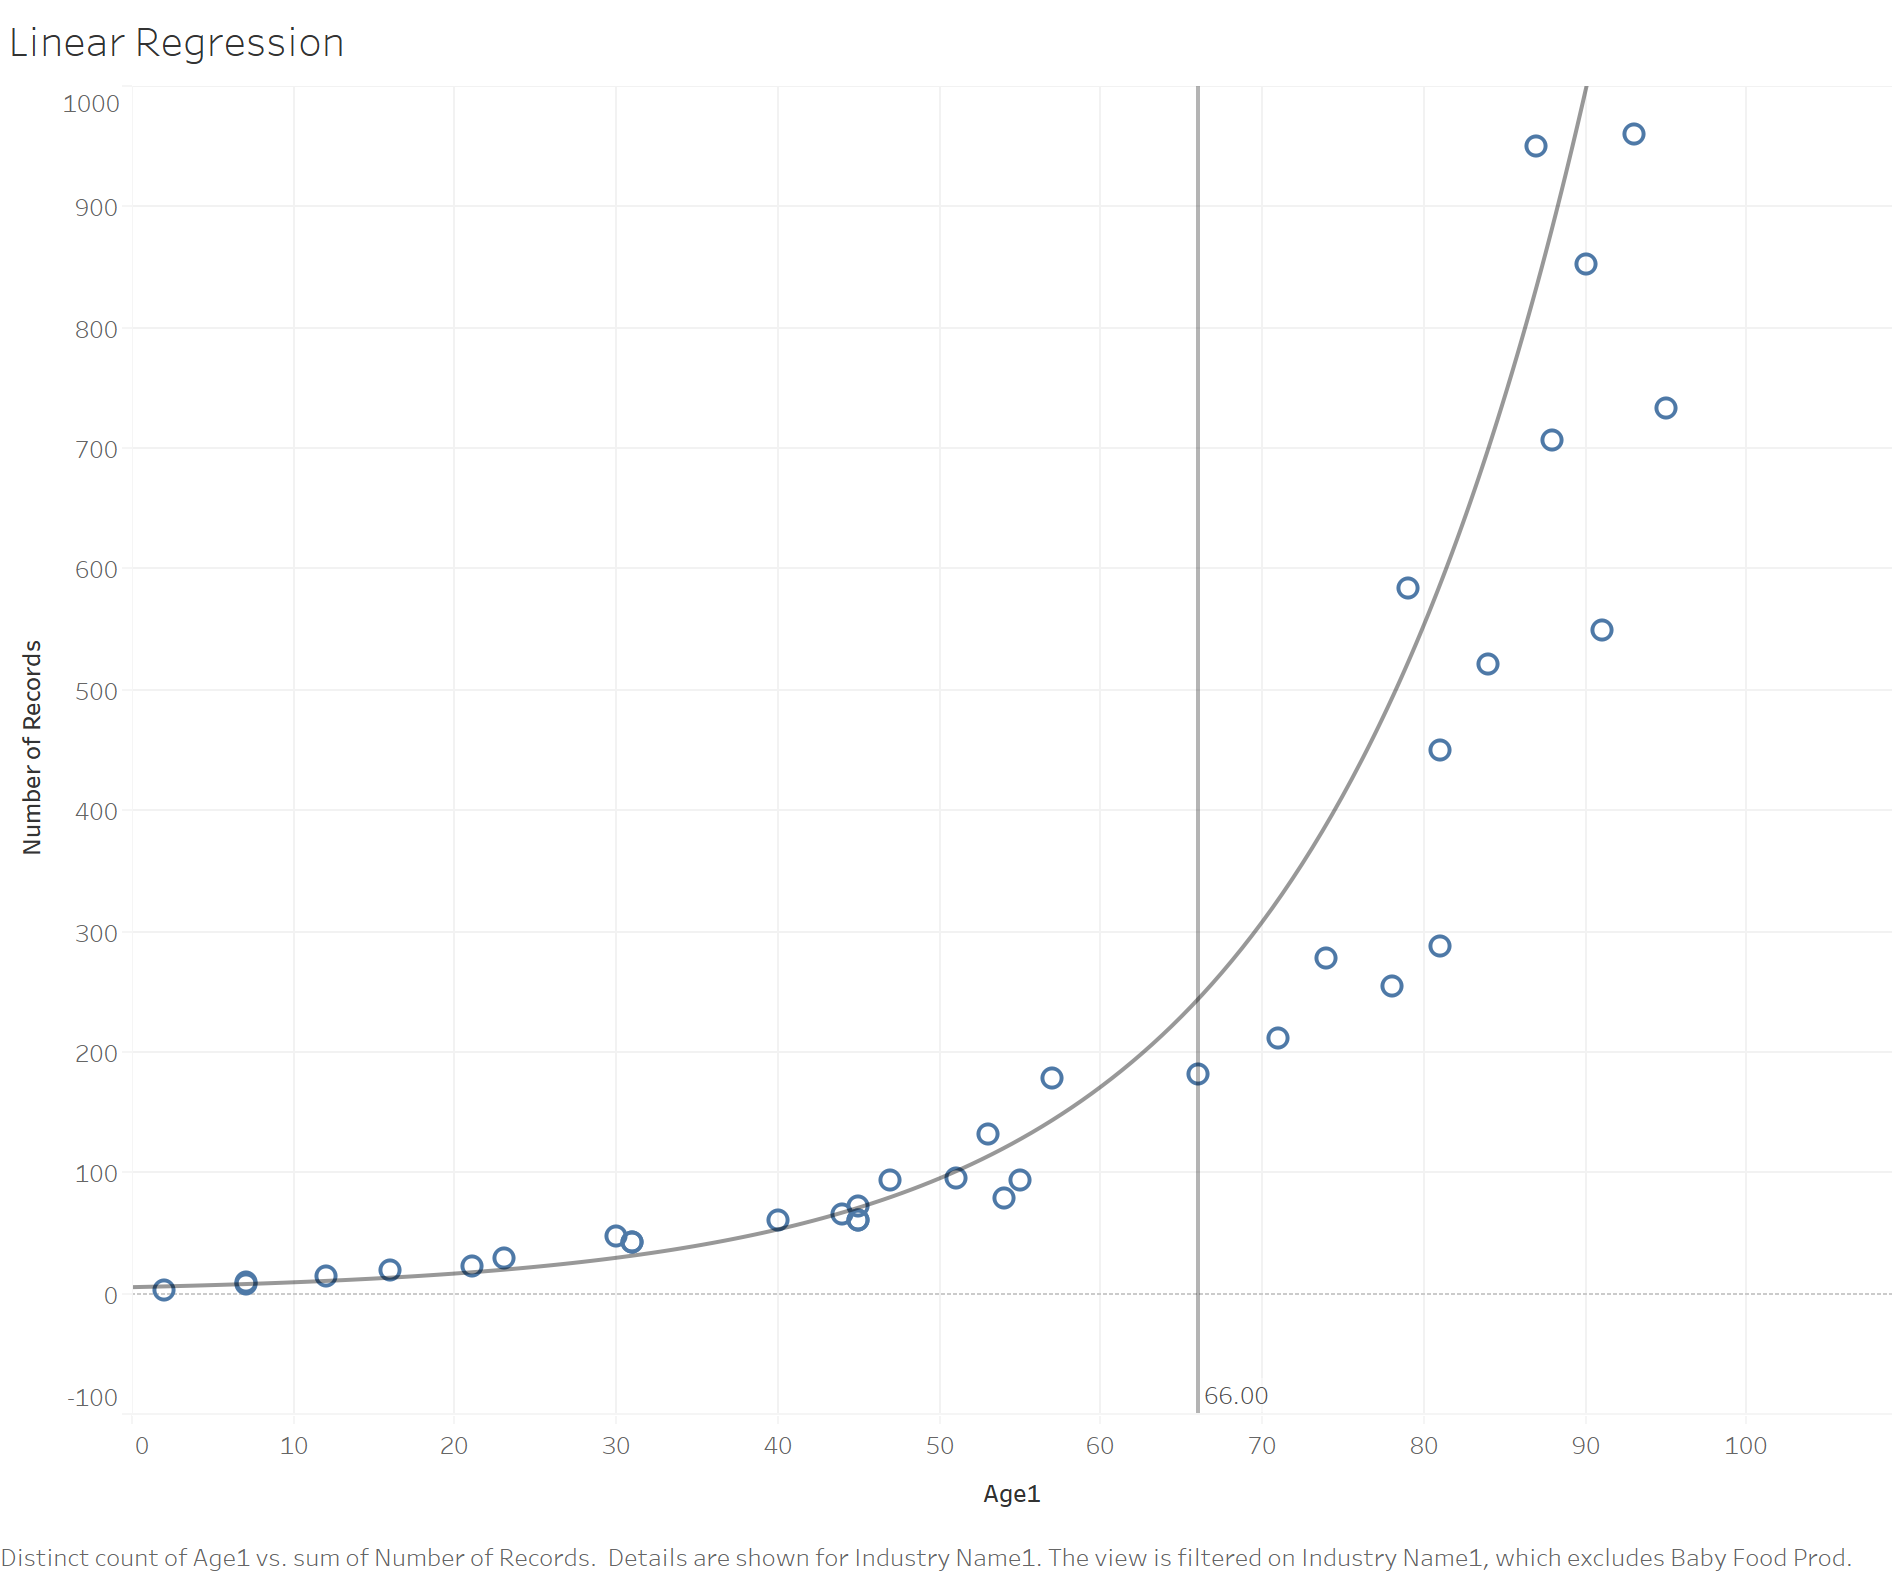 Linear Regression
1000
900
800
700
600
500
400
300
200
100
0
-100
Number of Records
66.00
0 10 20 30 40 50 60 70 80 90 100
Age1
Distinct count of Age1 vs. sum of Number of Records.  Details are shown for Industry Name1. The view is filtered on Industry Name1, which excludes Baby Food Prod.